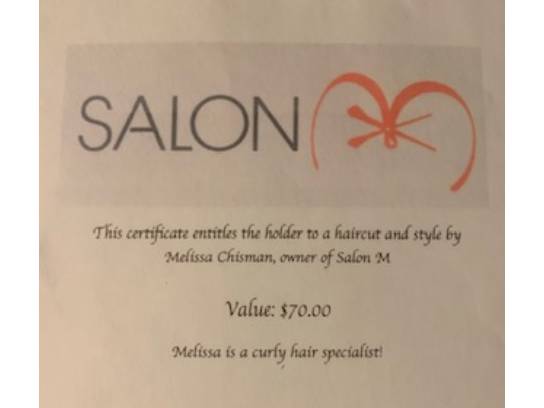 SALON M
This certificate entitles the holder to a haircut and style by
Melissa Chisman, owner of Salon M
Value: $70.00
Melissa is a curly hair specialist!